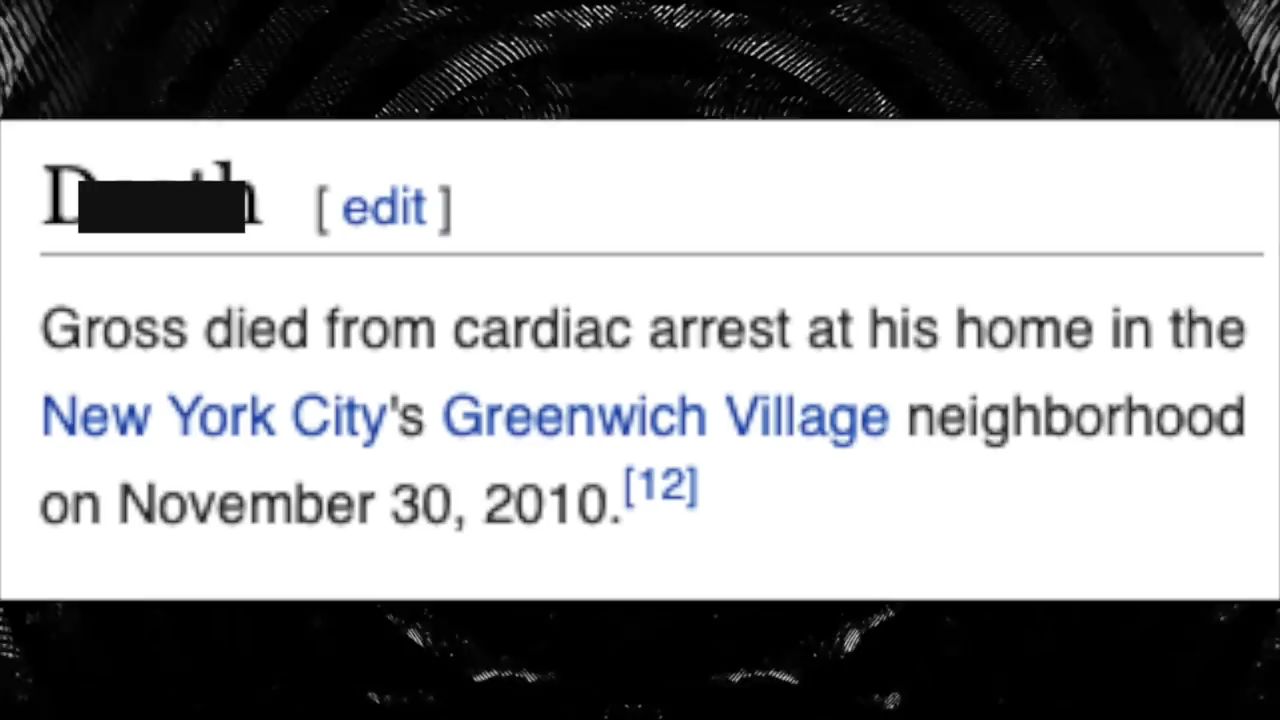 [ edit ]
Gross died from cardiac arrest at his home in the
New York City's Greenwich Village neighborhood
on November 30, 2010.[12]